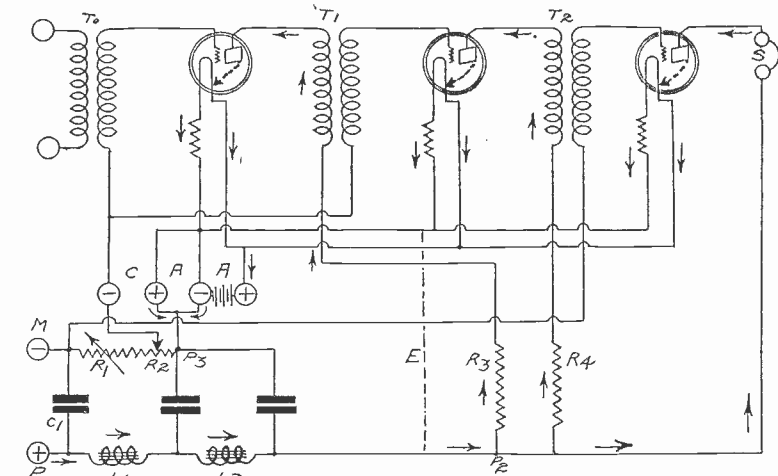 T₀
T₁
T₂
S
C
A
A
−
+
−
+
M
−
R₁
R₂
P₃
E
R₃
R₄
C₁
+
P₂